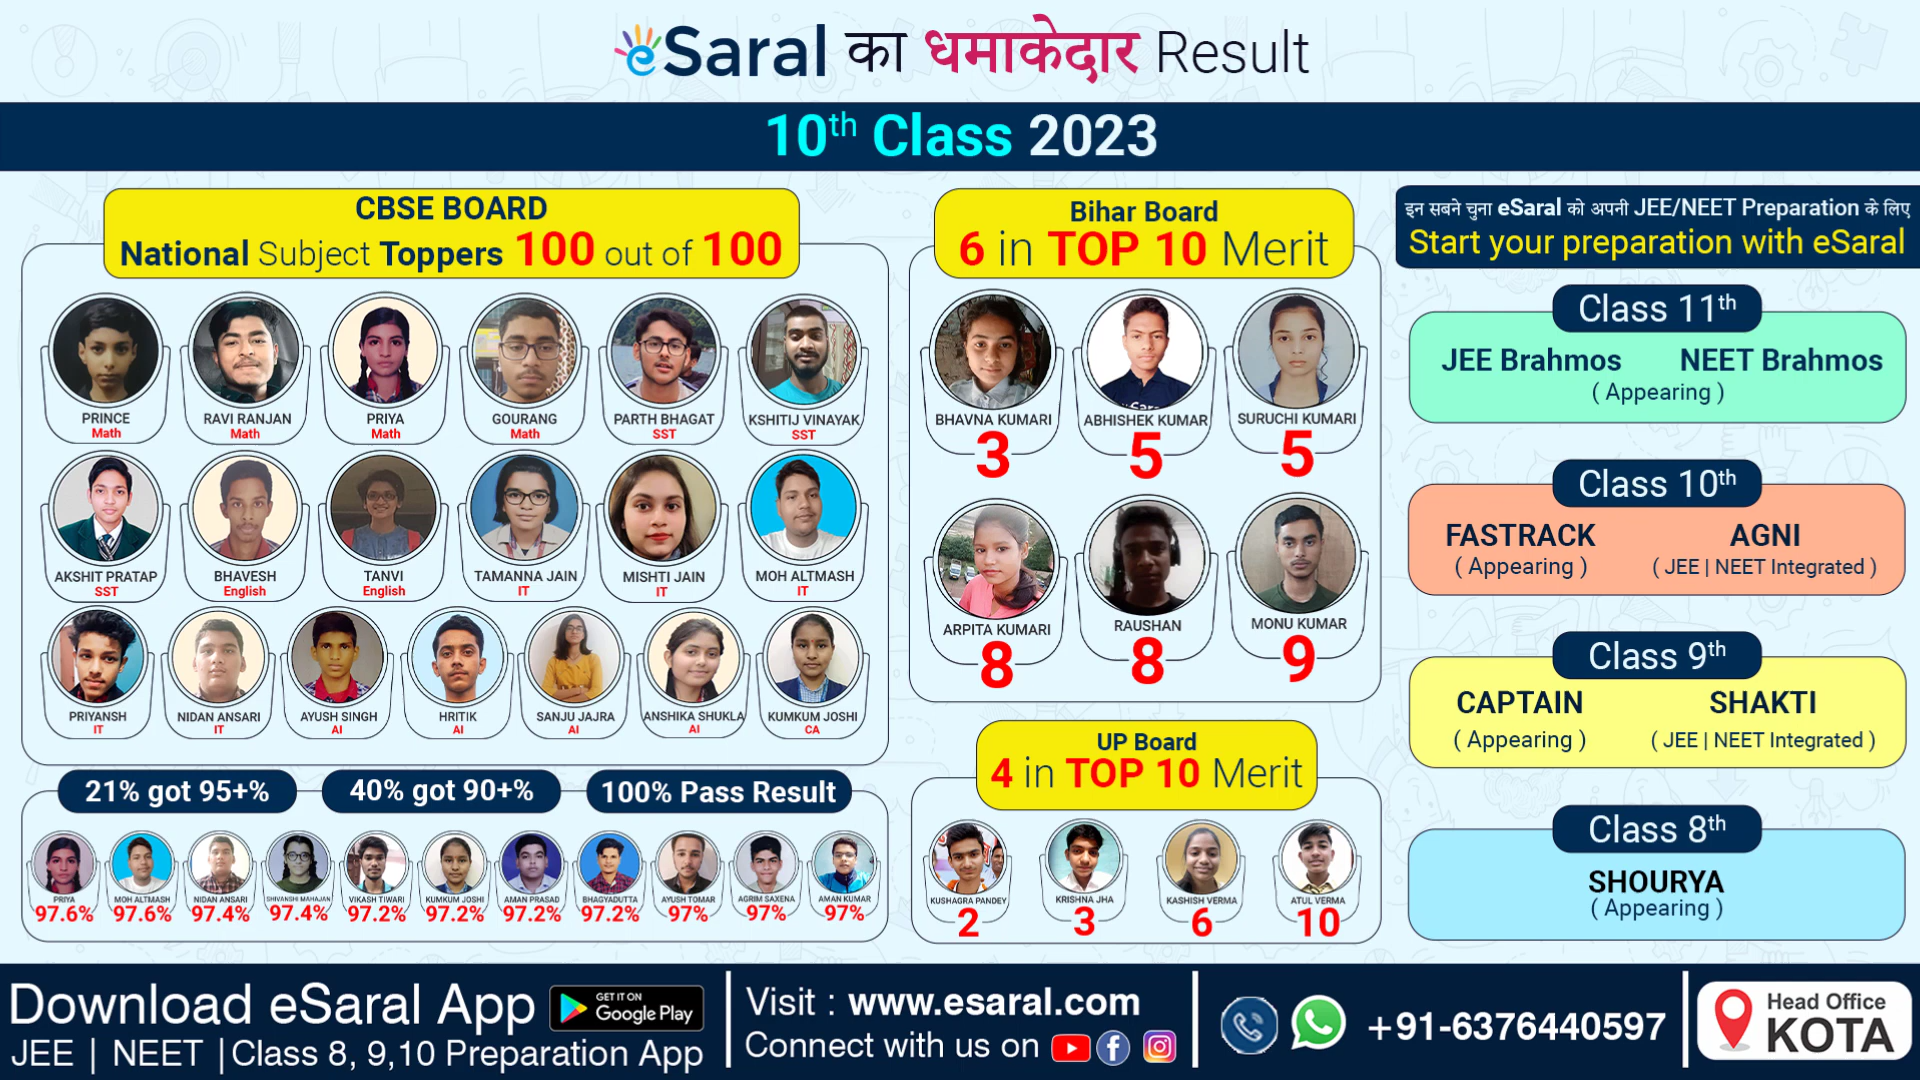 eSaral का धमाकेदार Result
10th Class 2023
CBSE BOARD
National Subject Toppers 100 out of 100
PRINCE
Math
RAVI RANJAN
Math
PRIYA
Math
GOURANG
Math
PARTH BHAGAT
SST
KSHITIJ VINAYAK
SST
AKSHIT PRATAP
SST
BHAVESH
English
TANVI
English
TAMANNA JAIN
IT
MISHTI JAIN
IT
MOH ALTMASH
IT
PRIYANSH
IT
NIDAN ANSARI
IT
AYUSH SINGH
AI
HRITIK
AI
SANJU JAJRA
AI
ANSHIKA SHUKLA
AI
KUMKUM JOSHI
CA
21% got 95+%
40% got 90+%
100% Pass Result
PRIYA
97.6%
MOH ALTMASH
97.6%
NIDAN ANSARI
97.4%
SHIVANSHI MAHAJAN
97.4%
VIKASH TIWARI
97.2%
KUMKUM JOSHI
97.2%
AMAN PRASAD
97.2%
BHAGYADUTTA
97.2%
AYUSH TOMAR
97%
AGRIM SAXENA
97%
AMAN KUMAR
97%
Bihar Board
6 in TOP 10 Merit
BHAVNA KUMARI
3
ABHISHEK KUMAR
5
SURUCHI KUMARI
5
ARPITA KUMARI
8
RAUSHAN
8
MONU KUMAR
9
UP Board
4 in TOP 10 Merit
KUSHAGRA PANDEY
2
KRISHNA JHA
3
KASHISH VERMA
6
ATUL VERMA
10
इन सबने चुना eSaral को अपनी JEE/NEET Preparation के लिए
Start your preparation with eSaral
Class 11th
JEE Brahmos NEET Brahmos
( Appearing )
Class 10th
FASTRACK AGNI
( Appearing ) ( JEE | NEET Integrated )
Class 9th
CAPTAIN SHAKTI
( Appearing ) ( JEE | NEET Integrated )
Class 8th
SHOURYA
( Appearing )
Download eSaral App
GET IT ON
Google Play
JEE | NEET | Class 8, 9,10 Preparation App
Visit : www.esaral.com
Connect with us on
+91-6376440597
Head Office
KOTA